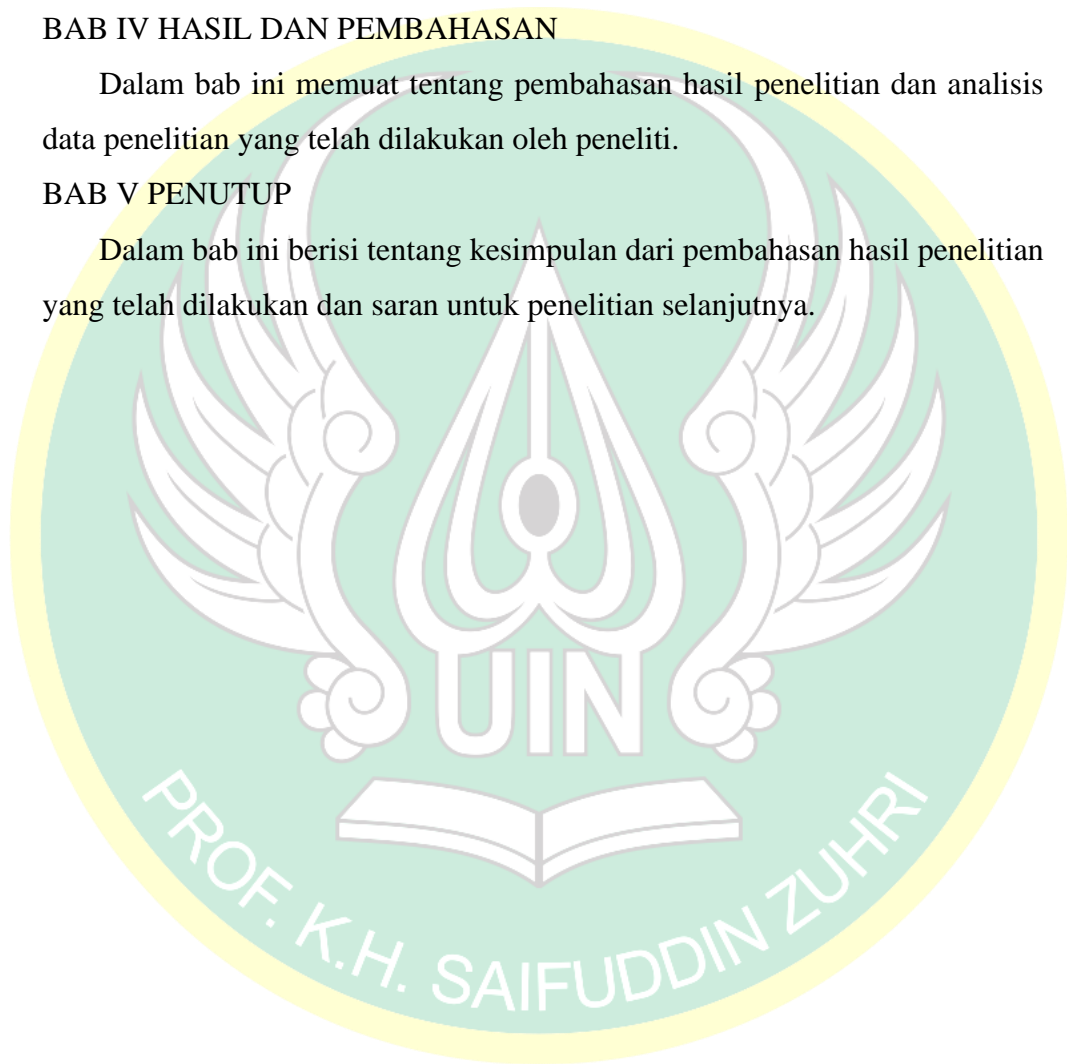 BAB IV HASIL DAN PEMBAHASAN
Dalam bab ini memuat tentang pembahasan hasil penelitian dan analisis
data penelitian yang telah dilakukan oleh peneliti.
BAB V PENUTUP
Dalam bab ini berisi tentang kesimpulan dari pembahasan hasil penelitian
yang telah dilakukan dan saran untuk penelitian selanjutnya.
UIN
PROF. K.H. SAIFUDDIN ZUHRI